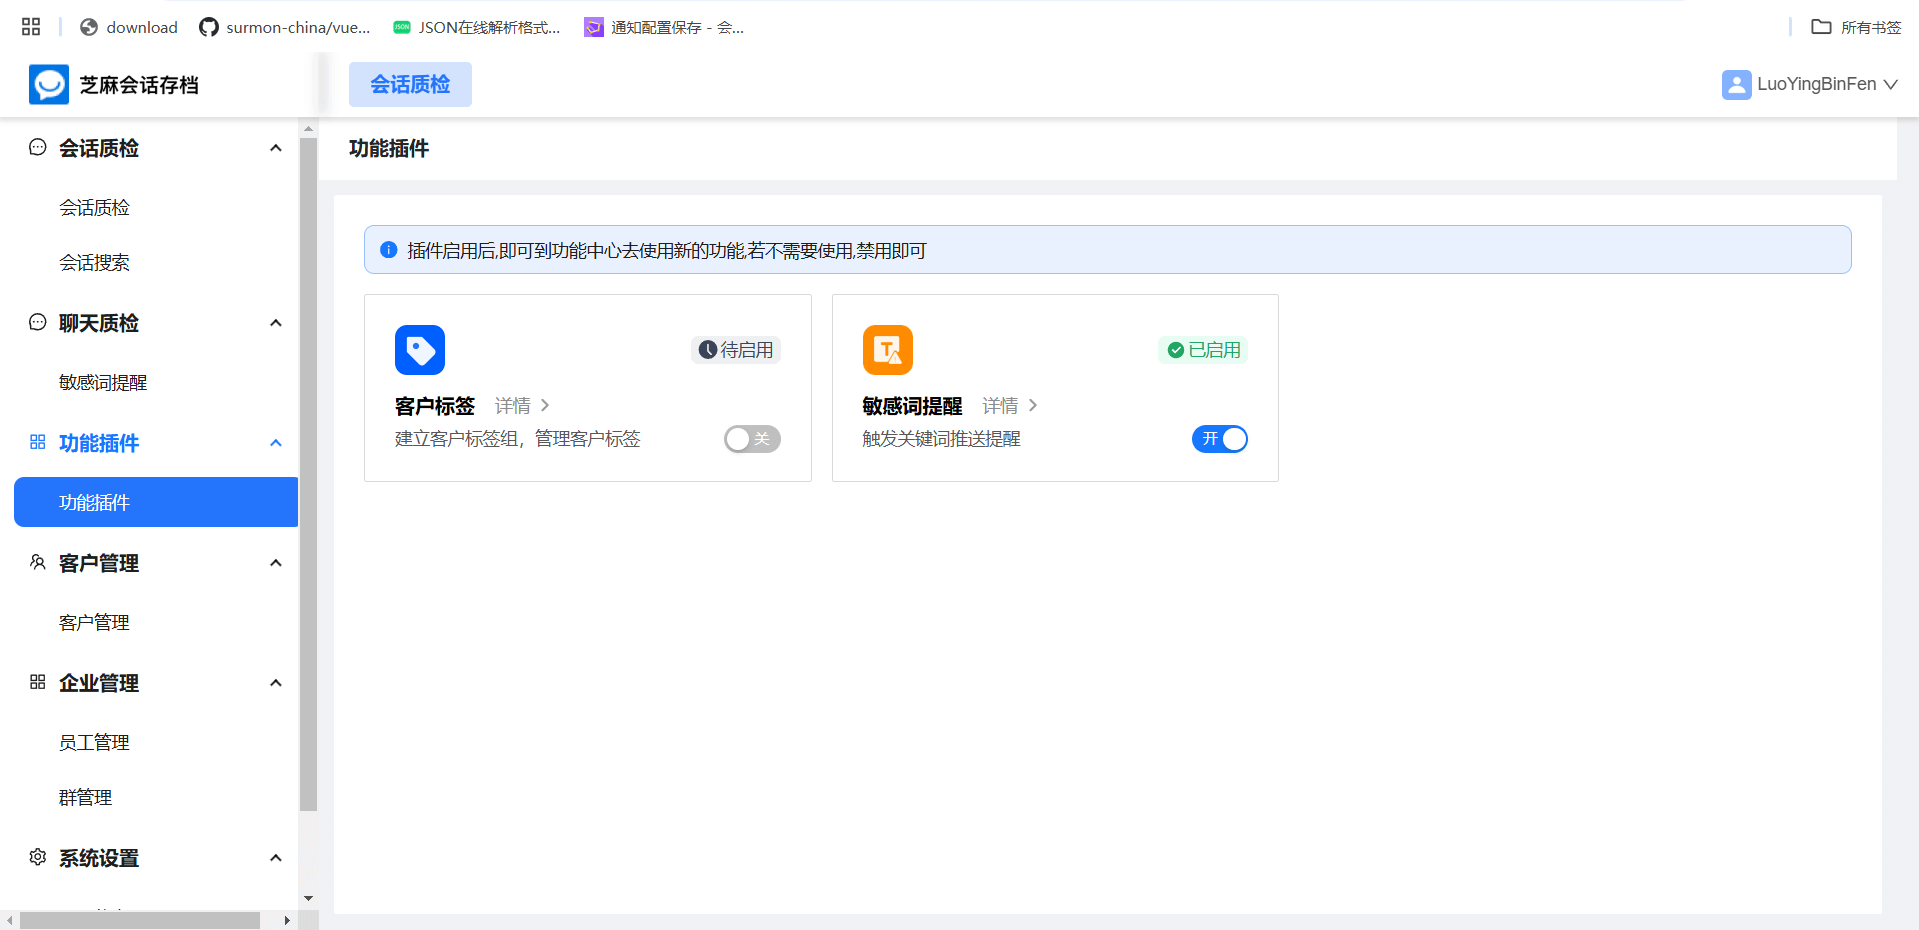 download
surmon-china/vue...
JSON在线解析格式...
通知配置保存 - 会...
所有书签
芝麻会话存档
会话质检
LuoYingBinFen
会话质检
会话质检
会话搜索
聊天质检
敏感词提醒
功能插件
功能插件
客户管理
客户管理
企业管理
员工管理
群管理
系统设置
功能插件
插件启用后,即可到功能中心去使用新的功能,若不需要使用,禁用即可
待启用
客户标签 详情
建立客户标签组，管理客户标签
关
已启用
敏感词提醒 详情
触发关键词推送提醒
开